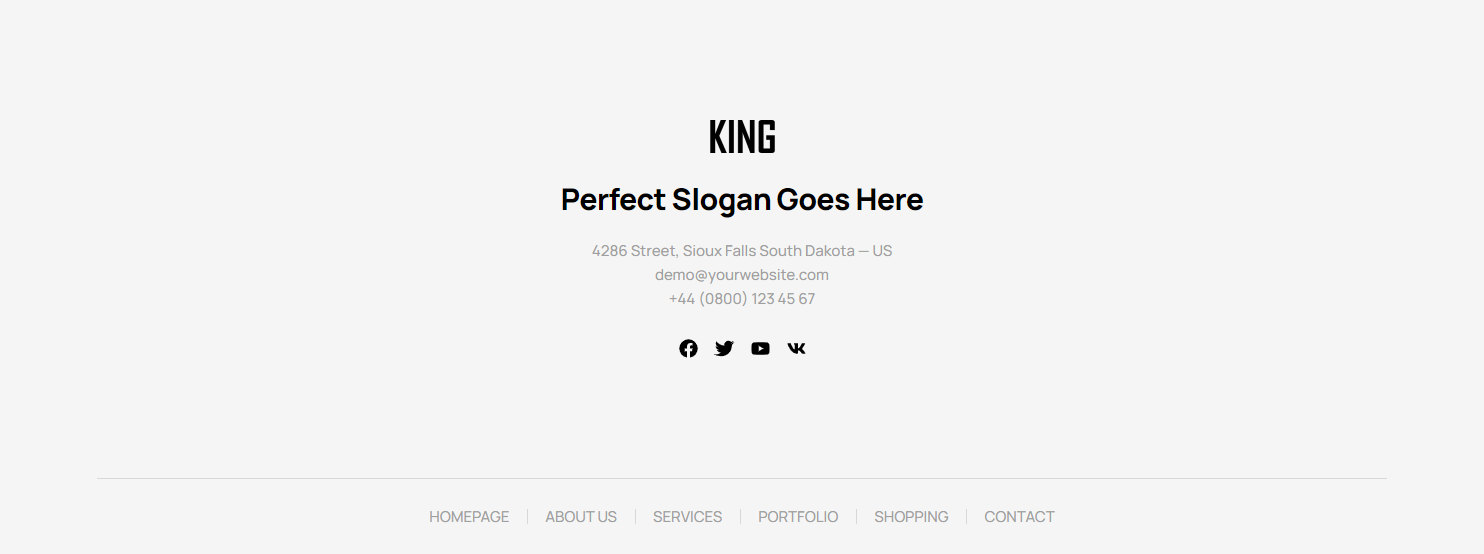 KING
Perfect Slogan Goes Here
4286 Street, Sioux Falls South Dakota — US
demo@yourwebsite.com
+44 (0800) 123 45 67
HOMEPAGE ABOUT US SERVICES PORTFOLIO SHOPPING CONTACT